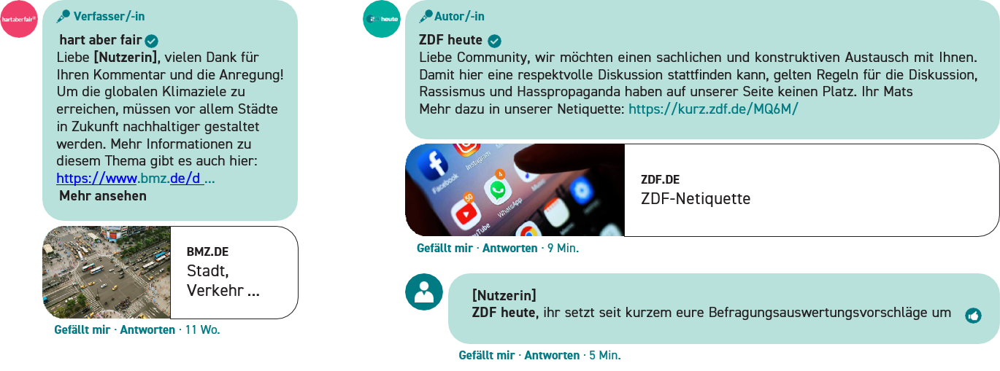 hartaberfair
Verfasser/-in
hart aber fair
Liebe [Nutzerin], vielen Dank für
Ihren Kommentar und die Anregung!
Um die globalen Klimaziele zu
erreichen, müssen vor allem Städte
in Zukunft nachhaltiger gestaltet
werden. Mehr Informationen zu
diesem Thema gibt es auch hier:
https://www.bmz.de/d ...
Mehr ansehen
BMZ.DE
Stadt,
Verkehr ...
Gefällt mir · Antworten · 11 Wo.
ZDFheute
Autor/-in
ZDF heute
Liebe Community, wir möchten einen sachlichen und konstruktiven Austausch mit Ihnen.
Damit hier eine respektvolle Diskussion stattfinden kann, gelten Regeln für die Diskussion,
Rassismus und Hasspropaganda haben auf unserer Seite keinen Platz. Ihr Mats
Mehr dazu in unserer Netiquette: https://kurz.zdf.de/MQ6M/
Facebook
Instagram
4
50
WhatsApp
YouTube
ZDF.DE
ZDF-Netiquette
Gefällt mir · Antworten · 9 Min.
[Nutzerin]
ZDF heute, ihr setzt seit kurzem eure Befragungsauswertungsvorschläge um
Gefällt mir · Antworten · 5 Min.